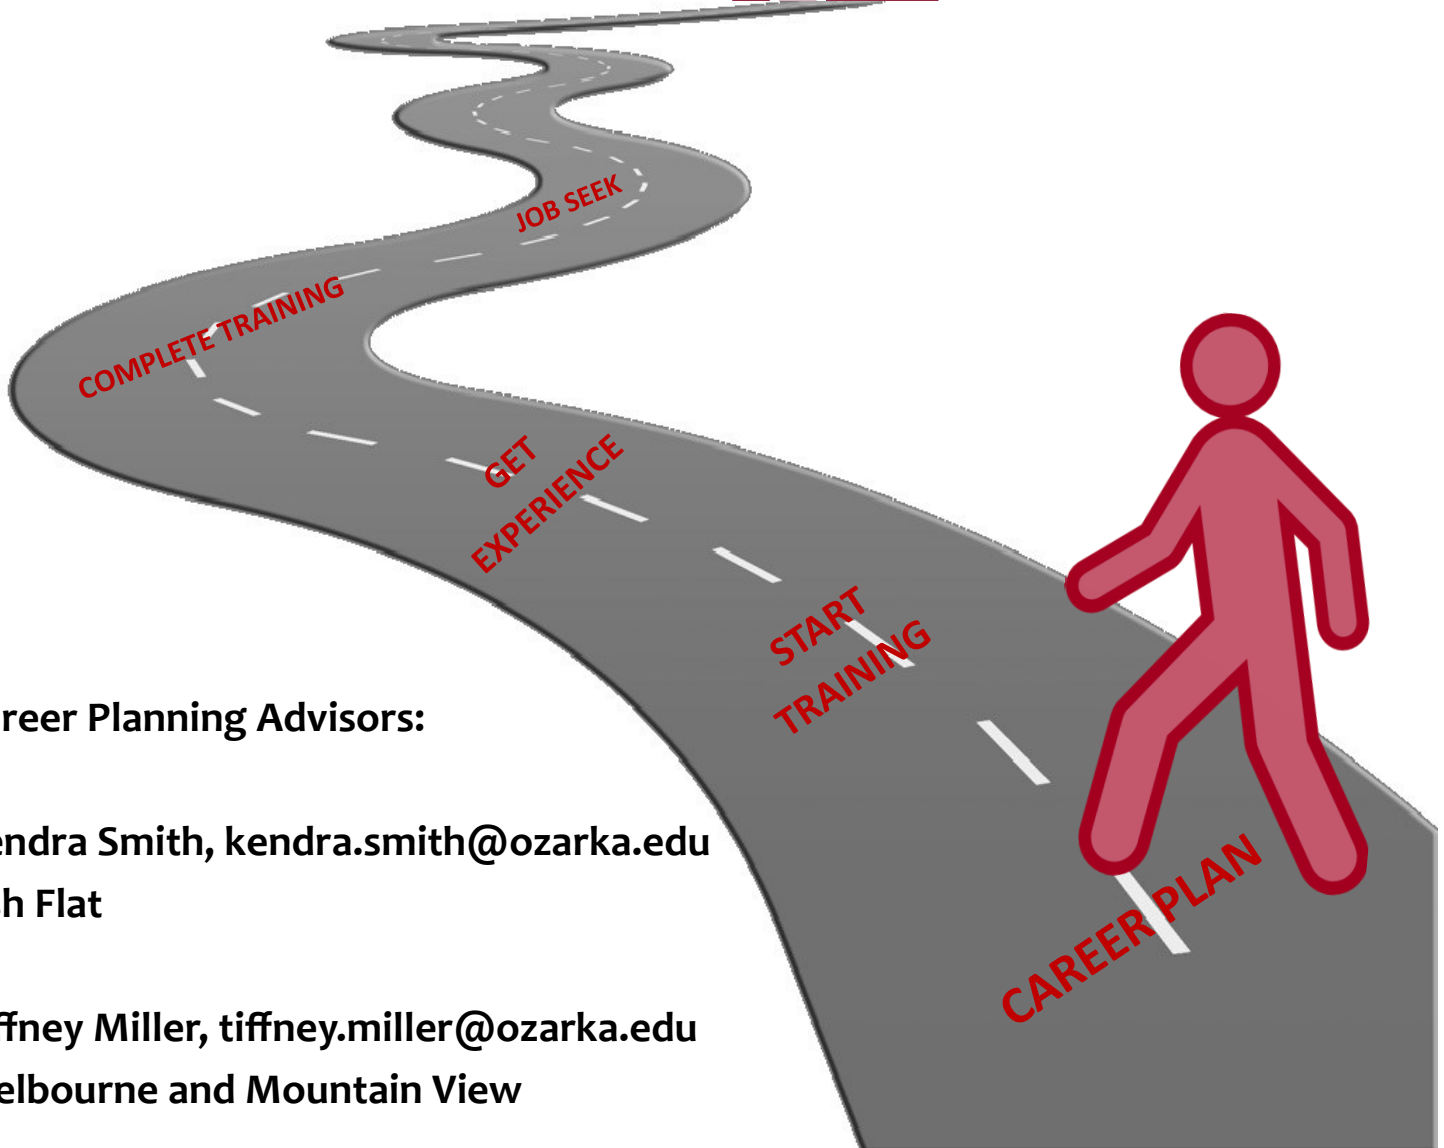 JOB SEEK
COMPLETE TRAINING
GET
EXPERIENCE
START
TRAINING
reer Planning Advisors:
endra Smith, kendra.smith@ozarka.edu
h Flat
CAREER PLAN
ffney Miller, tiffney.miller@ozarka.edu
elbourne and Mountain View